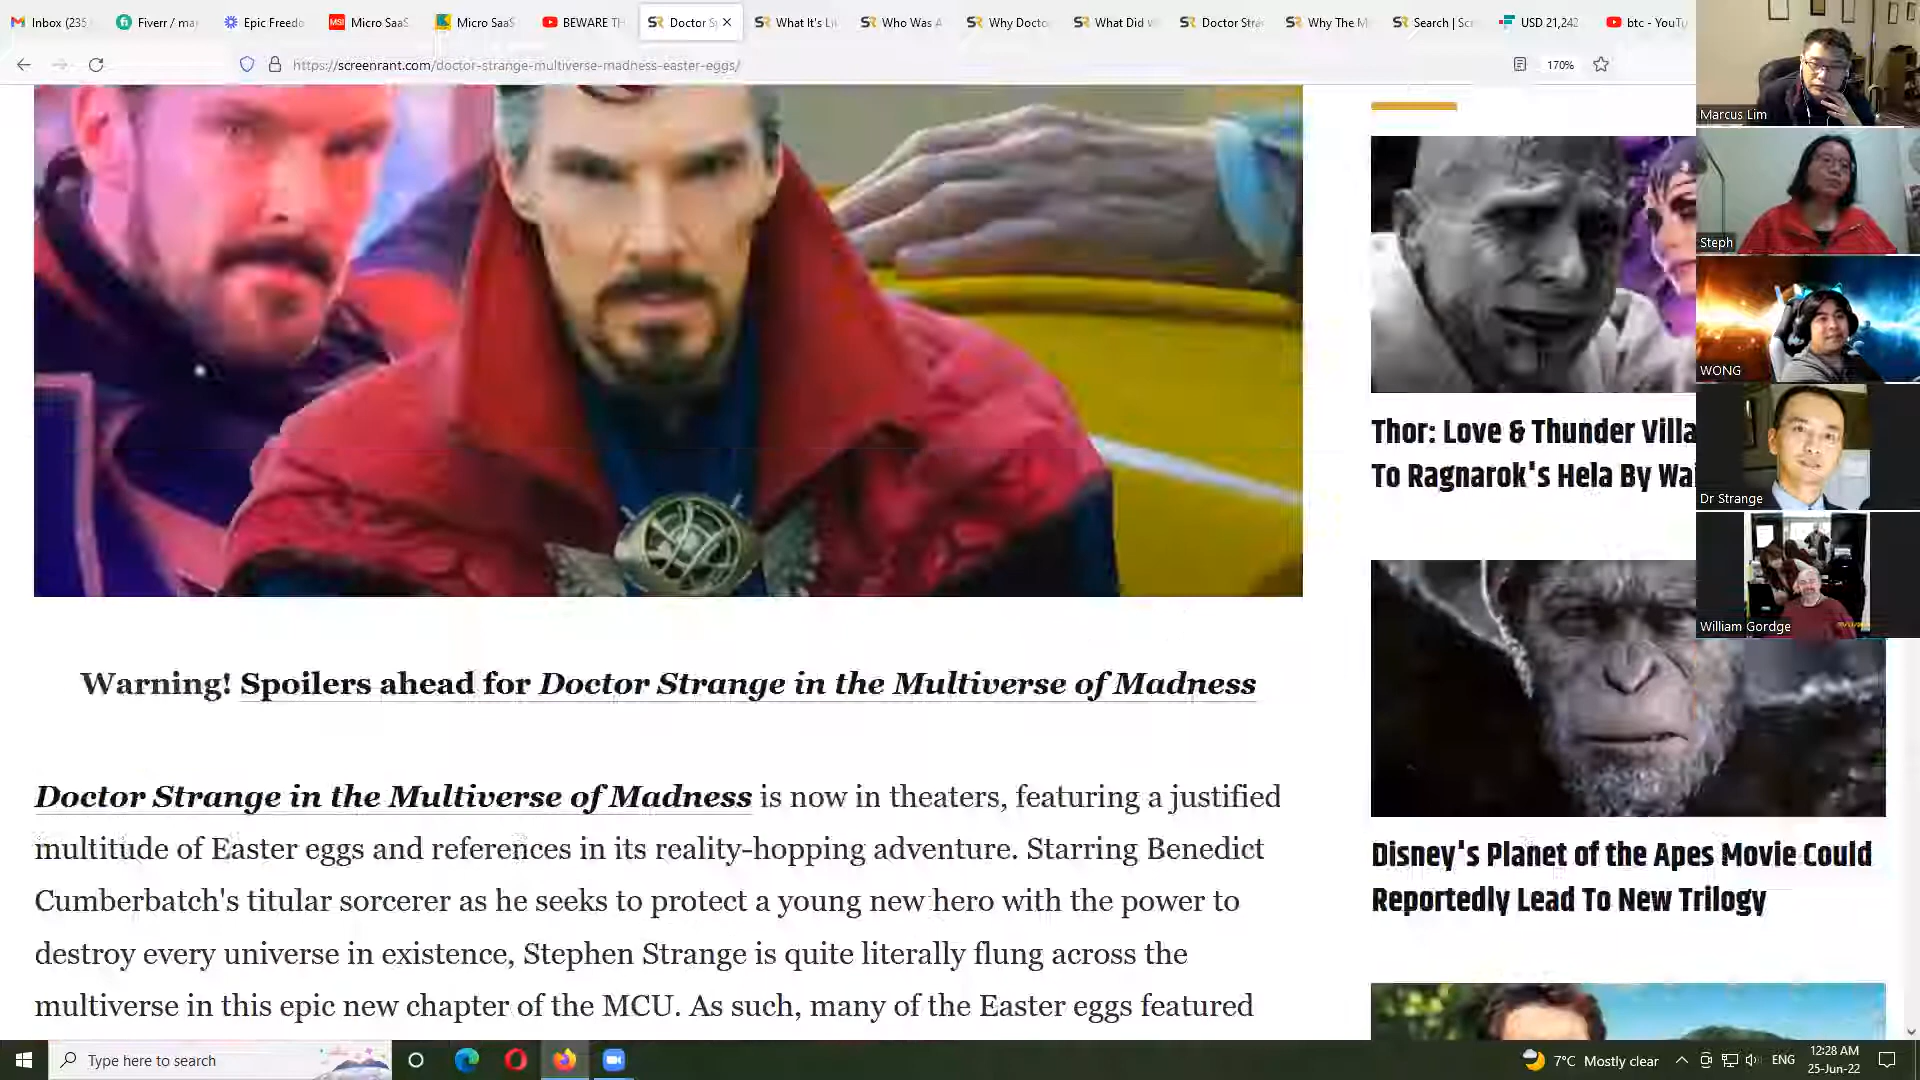 Inbox (235
Fiverr / mar
Epic Freedo
Micro SaaS
Micro SaaS
BEWARE TH
Doctor S
What It's Li
Who Was A
Why Docto
What Did
Doctor Stra
Why The M
Search | Scr
USD 21,242
btc - YouTu
https://screenrant.com/doctor-strange-multiverse-madness-easter-eggs/
170%
Marcus Lim
Steph
WONG
Dr Strange
William Gordge
Thor: Love & Thunder Villa
To Ragnarok's Hela By Wai
Warning! Spoilers ahead for Doctor Strange in the Multiverse of Madness
Doctor Strange in the Multiverse of Madness is now in theaters, featuring a justified
multitude of Easter eggs and references in its reality-hopping adventure. Starring Benedict
Cumberbatch's titular sorcerer as he seeks to protect a young new hero with the power to
destroy every universe in existence, Stephen Strange is quite literally flung across the
multiverse in this epic new chapter of the MCU. As such, many of the Easter eggs featured
Disney's Planet of the Apes Movie Could
Reportedly Lead To New Trilogy
Type here to search
7°C Mostly clear
ENG
12:28 AM
25-Jun-22